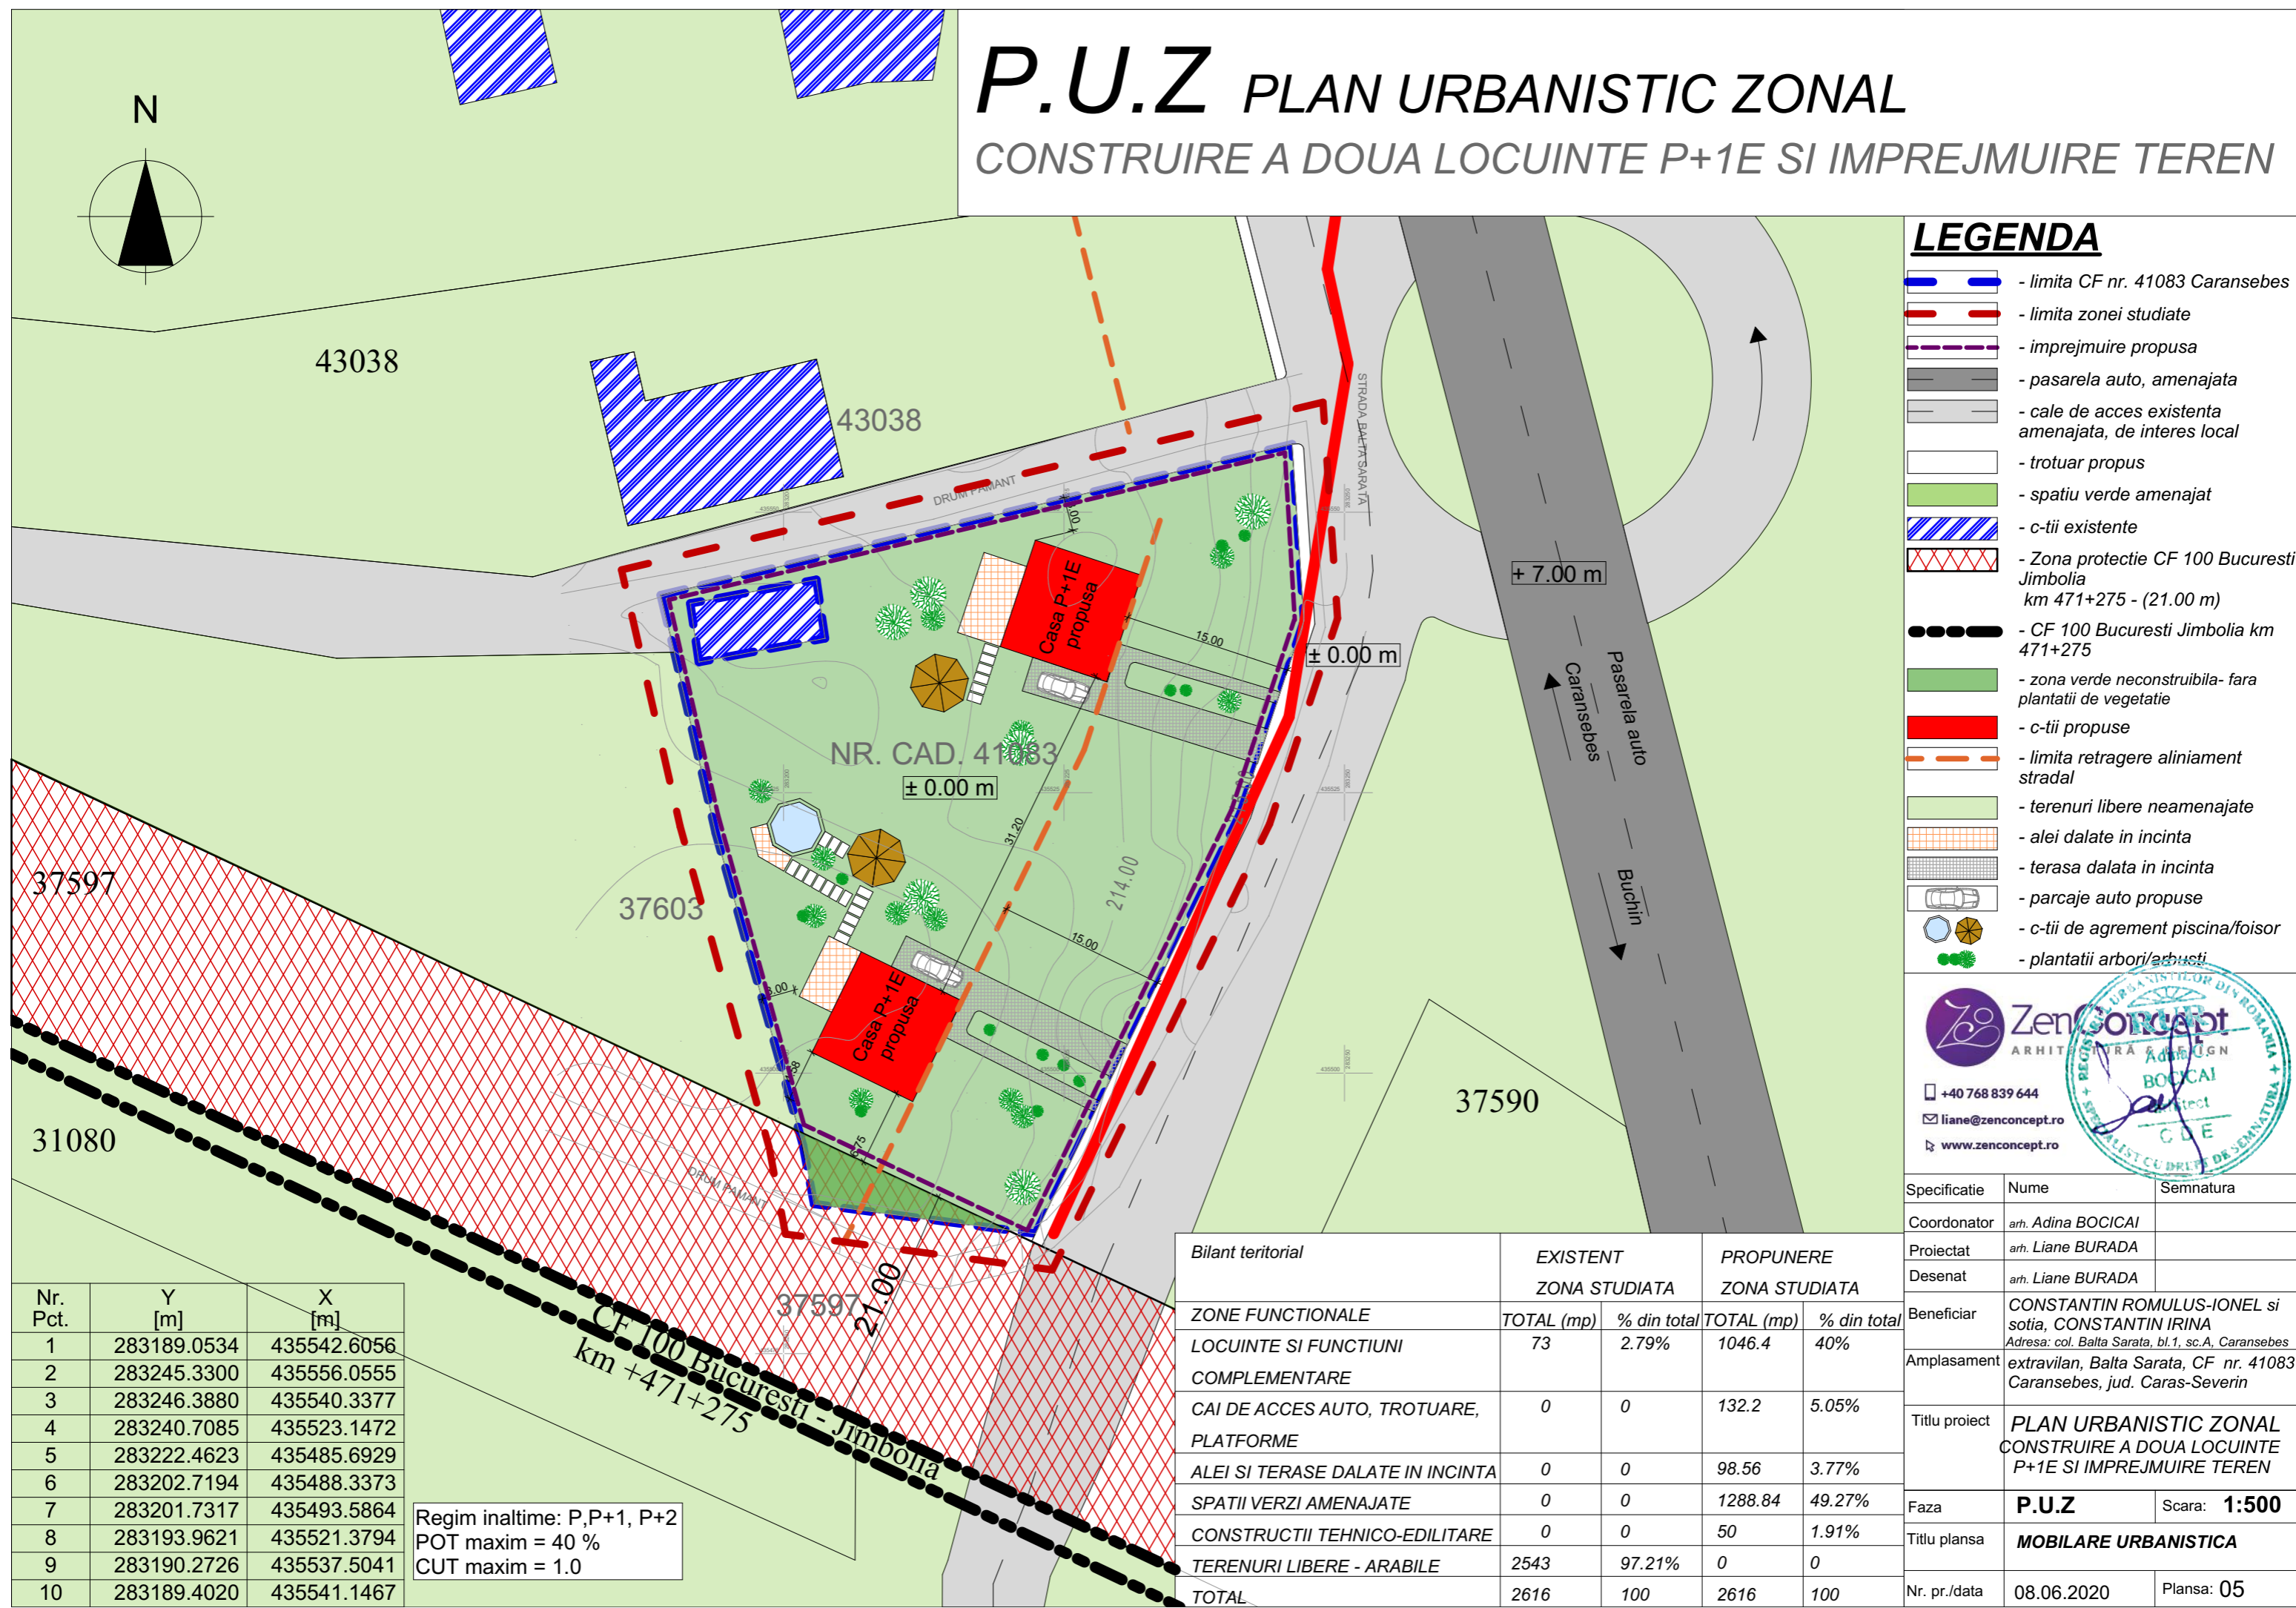 P.U.Z PLAN URBANISTIC ZONAL
CONSTRUIRE A DOUA LOCUINTE P+1E SI IMPREJMUIRE TEREN
N
43038
43038
DRUM PAMANT
STRADA BALTA SARATA
Casa P+1E
propusa
15.00
± 0.00 m
+ 7.00 m
Pasarela auto
Caransebes
Buchin
NR. CAD. 41083
± 0.00 m
31.20
214.00
15.00
37597
37603
3.00
Casa P+1E
propusa
37590
31080
DRUM PAMANT
37597
21.00
CF 100 Bucuresti - Jimbolia
km +471+275
LEGENDA
- limita CF nr. 41083 Caransebes
- limita zonei studiate
- imprejmuire propusa
- pasarela auto, amenajata
- cale de acces existenta
amenajata, de interes local
- trotuar propus
- spatiu verde amenajat
- c-tii existente
- Zona protectie CF 100 Bucuresti
Jimbolia
km 471+275 - (21.00 m)
- CF 100 Bucuresti Jimbolia km
471+275
- zona verde neconstruibila- fara
plantatii de vegetatie
- c-tii propuse
- limita retragere aliniament
stradal
- terenuri libere neamenajate
- alei dalate in incinta
- terasa dalata in incinta
- parcaje auto propuse
- c-tii de agrement piscina/foisor
- plantatii arbori/arbusti
ZenConcept
+40 768 839 644
liane@zenconcept.ro
www.zenconcept.ro
RUR
BOCICAI
C D E
Specificatie Nume Semnatura
Coordonator arh. Adina BOCICAI
Proiectat arh. Liane BURADA
Desenat arh. Liane BURADA
Beneficiar CONSTANTIN ROMULUS-IONEL si
sotia, CONSTANTIN IRINA
Adresa: col. Balta Sarata, bl.1, sc.A, Caransebes
Amplasament extravilan, Balta Sarata, CF nr. 41083
Caransebes, jud. Caras-Severin
Titlu proiect PLAN URBANISTIC ZONAL
CONSTRUIRE A DOUA LOCUINTE
P+1E SI IMPREJMUIRE TEREN
Faza P.U.Z Scara: 1:500
Titlu plansa MOBILARE URBANISTICA
Nr. pr./data 08.06.2020 Plansa: 05
Nr. Pct. Y [m] X [m]
1 283189.0534 435542.6056
2 283245.3300 435556.0555
3 283246.3880 435540.3377
4 283240.7085 435523.1472
5 283222.4623 435485.6929
6 283202.7194 435488.3373
7 283201.7317 435493.5864
8 283193.9621 435521.3794
9 283190.2726 435537.5041
10 283189.4020 435541.1467
Regim inaltime: P,P+1, P+2
POT maxim = 40 %
CUT maxim = 1.0
Bilant teritorial EXISTENT PROPUNERE
ZONA STUDIATA ZONA STUDIATA
ZONE FUNCTIONALE TOTAL (mp) % din total TOTAL (mp) % din total
LOCUINTE SI FUNCTIUNI 73 2.79% 1046.4 40%
COMPLEMENTARE
CAI DE ACCES AUTO, TROTUARE, 0 0 132.2 5.05%
PLATFORME
ALEI SI TERASE DALATE IN INCINTA 0 0 98.56 3.77%
SPATII VERZI AMENAJATE 0 0 1288.84 49.27%
CONSTRUCTII TEHNICO-EDILITARE 0 0 50 1.91%
TERENURI LIBERE - ARABILE 2543 97.21% 0 0
TOTAL 2616 100 2616 100